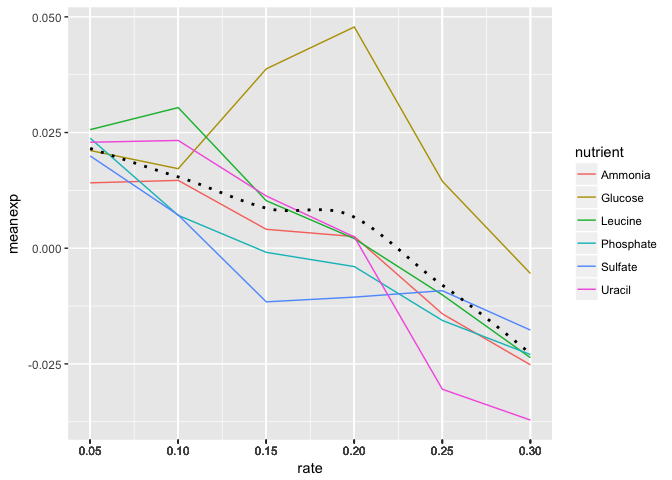 0.050
0.025
0.000
-0.025
meanexp
0.05 0.10 0.15 0.20 0.25 0.30
rate
nutrient
Ammonia
Glucose
Leucine
Phosphate
Sulfate
Uracil